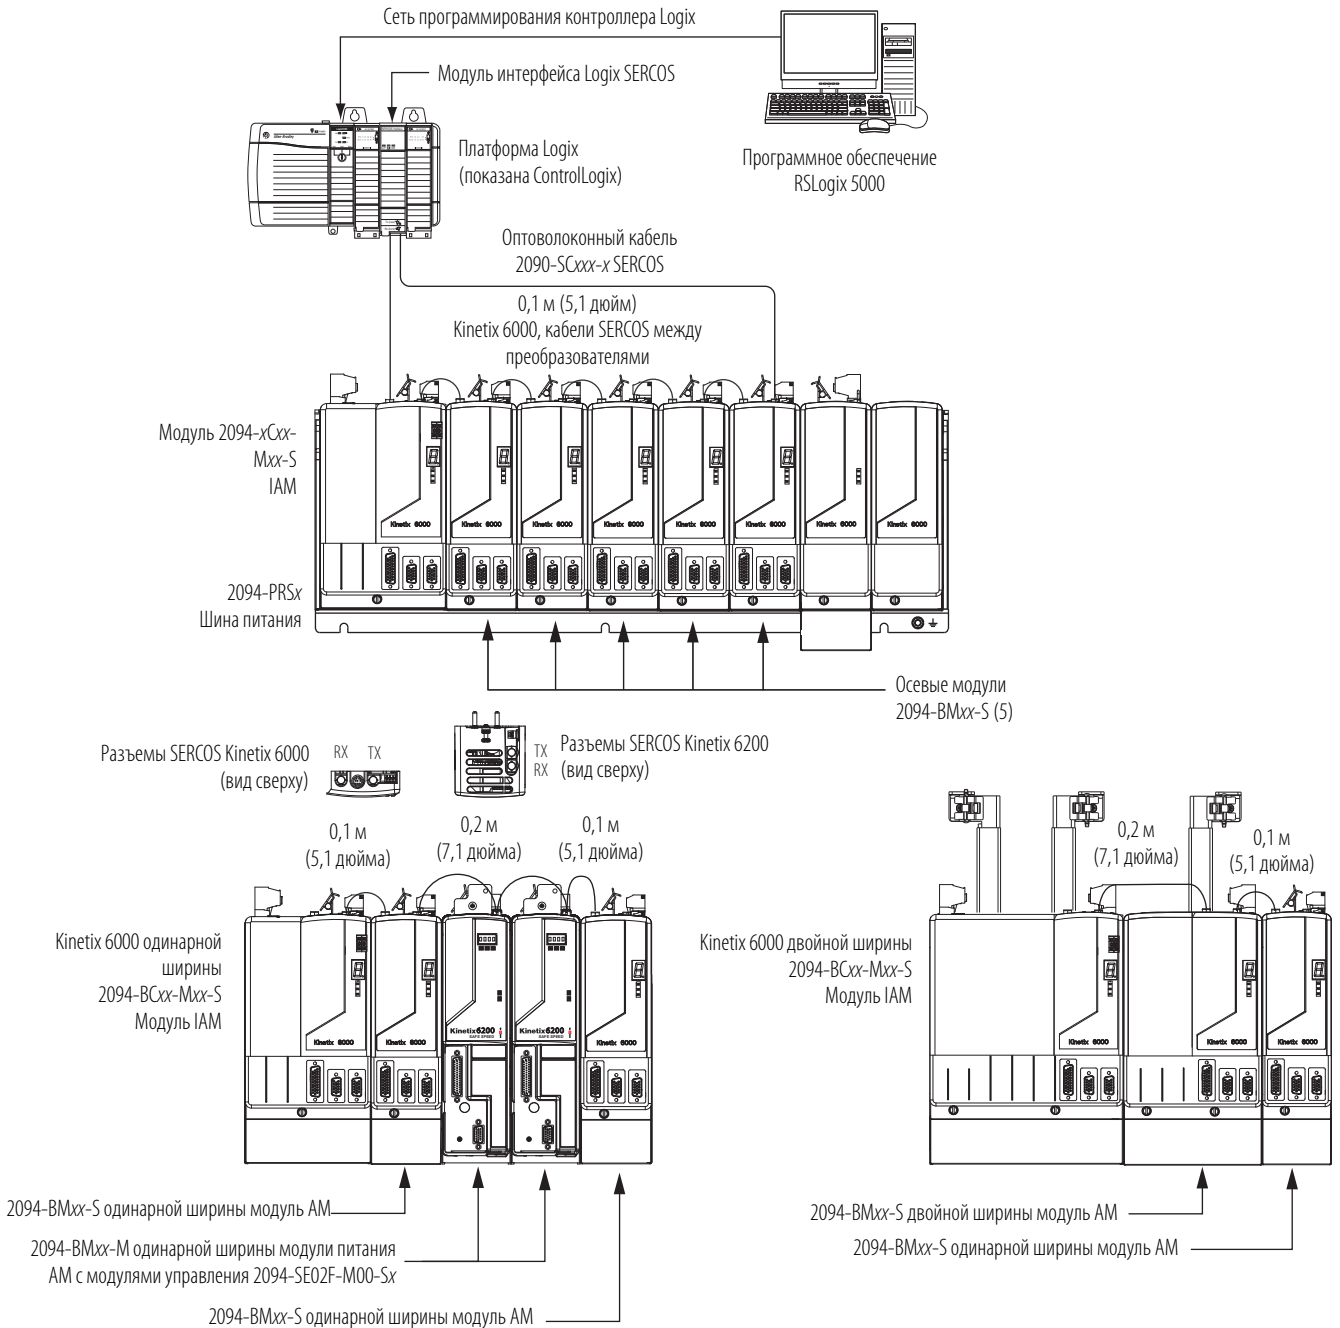 Сеть программирования контроллера Logix
Модуль интерфейса Logix SERCOS
Платформа Logix
(показана ControlLogix)
Программное обеспечение
RSLogix 5000
Оптоволоконный кабель
2090-SCxxx-x SERCOS
0,1 м (5,1 дюйм)
Kinetix 6000, кабели SERCOS между
преобразователями
Модуль 2094-xCxx-
Mxx-S
IAM
Kinetix 6000
Kinetix 6000
Kinetix 6000
Kinetix 6000
Kinetix 6000
Kinetix 6000
Kinetix 6000
Kinetix 6000
2094-PRSx
Шина питания
Осевые модули
2094-BMxx-S (5)
Разъемы SERCOS Kinetix 6000
(вид сверху)
RX TX
TX
RX
Разъемы SERCOS Kinetix 6200
(вид сверху)
0,1 м
(5,1 дюйма)
0,2 м
(7,1 дюйма)
0,1 м
(5,1 дюйма)
0,2 м
(7,1 дюйма)
0,1 м
(5,1 дюйма)
Kinetix 6000 одинарной
ширины
2094-BCxx-Mxx-S
Модуль IAM
Kinetix 6000
Kinetix 6000
Kinetix 6200
SAFE SPEED
Kinetix 6200
SAFE SPEED
Kinetix 6000
Kinetix 6000 двойной ширины
2094-BCxx-Mxx-S
Модуль IAM
Kinetix 6000
Kinetix 6000
Kinetix 6000
2094-BMxx-S одинарной ширины модуль AM
2094-BMxx-M одинарной ширины модули питания
AM с модулями управления 2094-SE02F-M00-Sx
2094-BMxx-S одинарной ширины модуль AM
2094-BMxx-S двойной ширины модуль AM
2094-BMxx-S одинарной ширины модуль AM